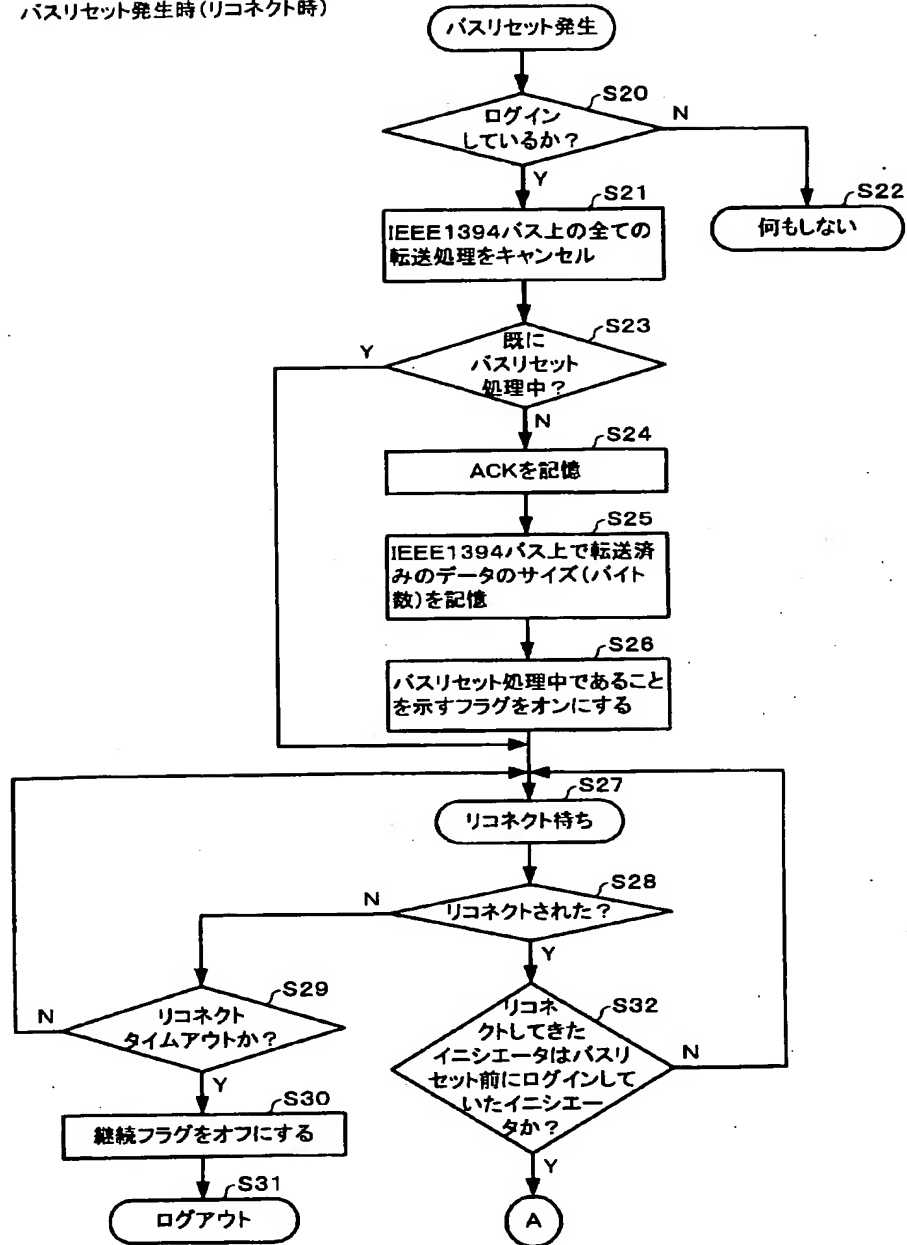 バスリセット発生時(リコネクト時)
バスリセット発生
S20
ログイン
しているか?
N
Y
S21
S22
IEEE1394バス上の全ての
転送処理をキャンセル
何もしない
S23
既に
バスリセット
処理中?
Y
N
S24
ACKを記憶
S25
IEEE1394バス上で転送済
みのデータのサイズ(バイト
数)を記憶
S26
バスリセット処理中であること
を示すフラグをオンにする
S27
リコネクト待ち
S28
リコネクトされた?
N
Y
S29
リコネクト
タイムアウトか?
N
Y
S32
リコネ
クトしてきた
イニシエータはバスリ
セット前にログインして
いたイニシエー
タか?
N
Y
S30
継続フラグをオフにする
S31
ログアウト
A